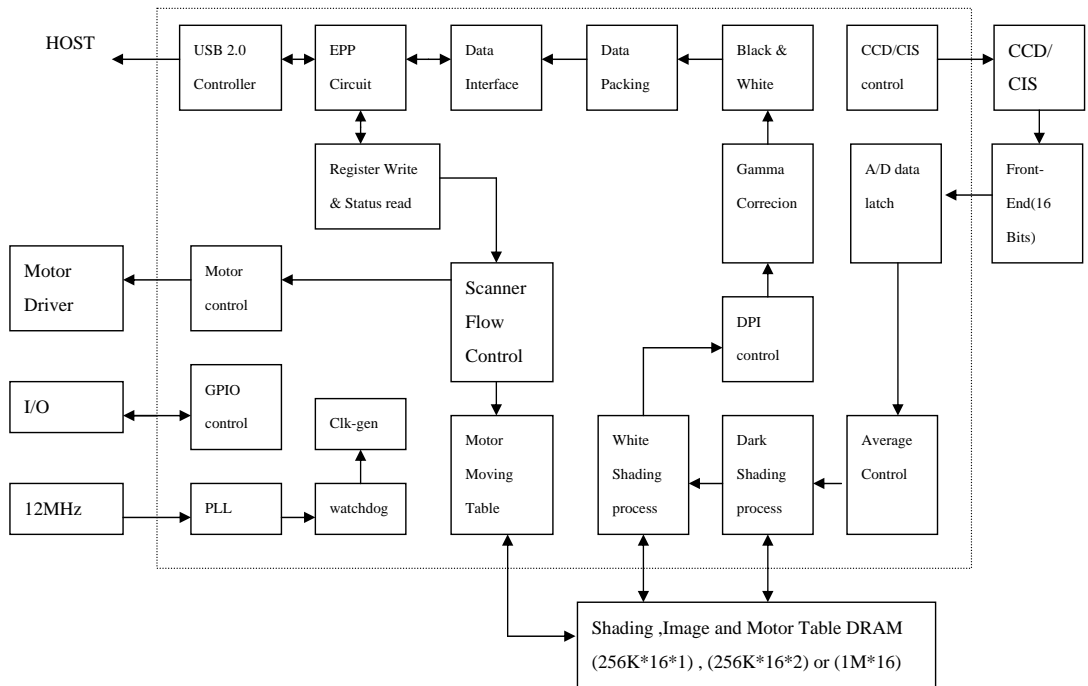 HOST
USB 2.0
Controller
EPP
Circuit
Data
Interface
Data
Packing
Black &
White
CCD/CIS
control
CCD/
CIS
Register Write
& Status read
Gamma
Correcion
A/D data
latch
Front-
End(16
Bits)
Motor
Driver
Motor
control
Scanner
Flow
Control
DPI
control
I/O
GPIO
control
Clk-gen
Motor
Moving
Table
White
Shading
process
Dark
Shading
process
Average
Control
12MHz
PLL
watchdog
Shading ,Image and Motor Table DRAM
(256K*16*1) , (256K*16*2) or (1M*16)